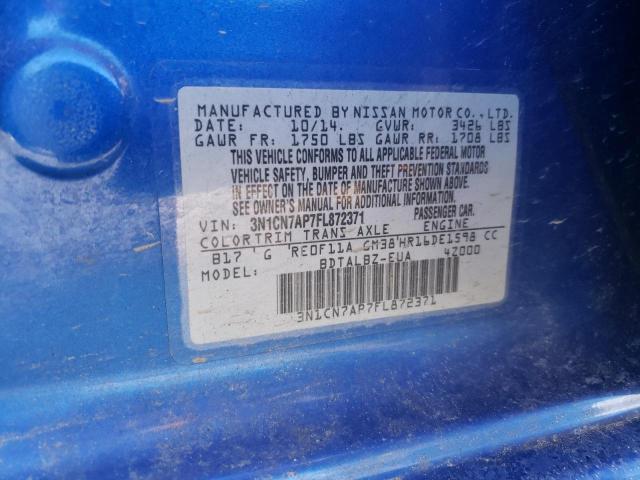 MANUFACTURED BY NISSAN MOTOR CO., LTD.
DATE: 10/14. GVWR: 3426 LBS
GAWR FR: 1750 LBS GAWR RR: 1708 LBS
THIS VEHICLE CONFORMS TO ALL APPLICABLE FEDERAL MOTOR
VEHICLE SAFETY, BUMPER AND THEFT PREVENTION STANDARDS
IN EFFECT ON THE DATE OF MANUFACTURE SHOWN ABOVE.
SEE OWNER'S MANUAL FOR ADDITIONAL INFORMATION.
VIN: 3N1CN7AP7FL872371 PASSENGER CAR.
COLOR TRIM TRANS AXLE ENGINE
B17 'G RE0F11A GM38'HR16DE1598 CC
MODEL: BDTALBZ-EUA 4Z000
3N1CN7AP7FL872371